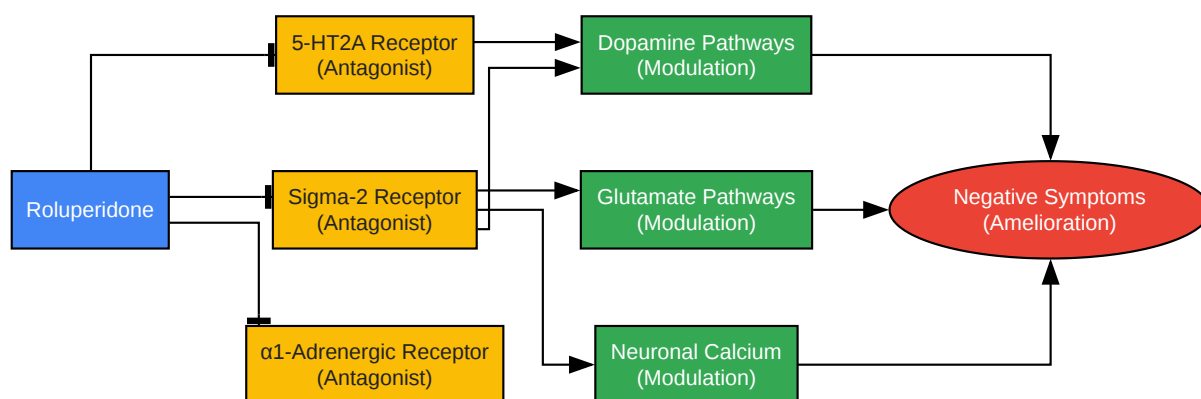 5-HT2A Receptor
(Antagonist)
Dopamine Pathways
(Modulation)
Roluperidone
Sigma-2 Receptor
(Antagonist)
Glutamate Pathways
(Modulation)
Negative Symptoms
(Amelioration)
α1-Adrenergic Receptor
(Antagonist)
Neuronal Calcium
(Modulation)